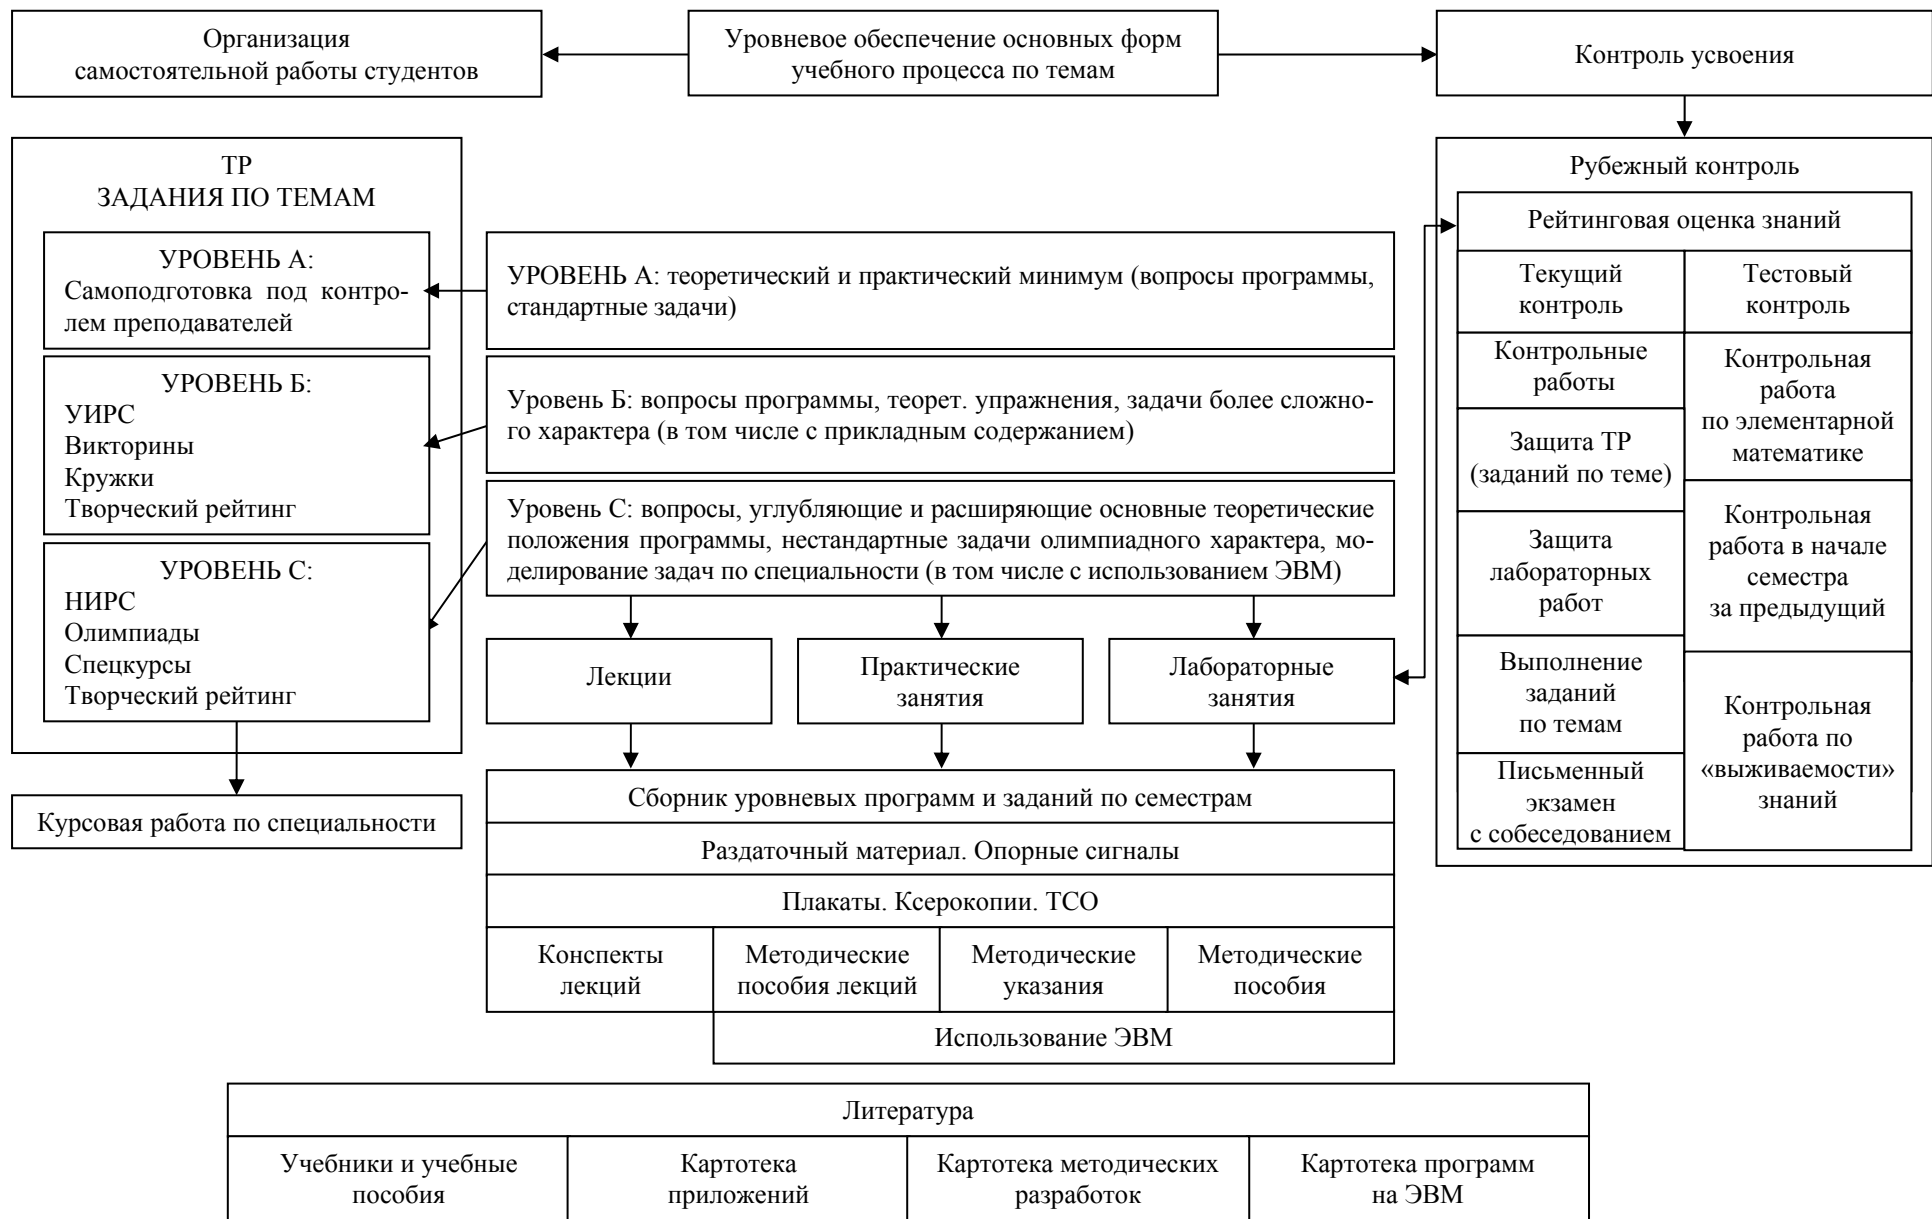 Организация
самостоятельной работы студентов
Уровневое обеспечение основных форм
учебного процесса по темам
Контроль усвоения
ТР
ЗАДАНИЯ ПО ТЕМАМ
УРОВЕНЬ А:
Самоподготовка под контро-
лем преподавателей
УРОВЕНЬ Б:
УИРС
Викторины
Кружки
Творческий рейтинг
УРОВЕНЬ С:
НИРС
Олимпиады
Спецкурсы
Творческий рейтинг
Курсовая работа по специальности
УРОВЕНЬ А: теоретический и практический минимум (вопросы программы,
стандартные задачи)
Уровень Б: вопросы программы, теорет. упражнения, задачи более сложно-
го характера (в том числе с прикладным содержанием)
Уровень С: вопросы, углубляющие и расширяющие основные теоретические
положения программы, нестандартные задачи олимпиадного характера, мо-
делирование задач по специальности (в том числе с использованием ЭВМ)
Лекции
Практические
занятия
Лабораторные
занятия
Сборник уровневых программ и заданий по семестрам
Раздаточный материал. Опорные сигналы
Плакаты. Ксерокопии. ТСО
Конспекты
лекций
Методические
пособия лекций
Методические
указания
Методические
пособия
Использование ЭВМ
Рубежный контроль
Рейтинговая оценка знаний
Текущий
контроль
Контрольные
работы
Защита ТР
(заданий по теме)
Защита
лабораторных
работ
Выполнение
заданий
по темам
Письменный
экзамен
с собеседованием
Тестовый
контроль
Контрольная
работа
по элементарной
математике
Контрольная
работа в начале
семестра
за предыдущий
Контрольная
работа по
«выживаемости»
знаний
Литература
Учебники и учебные
пособия
Картотека
приложений
Картотека методических
разработок
Картотека программ
на ЭВМ